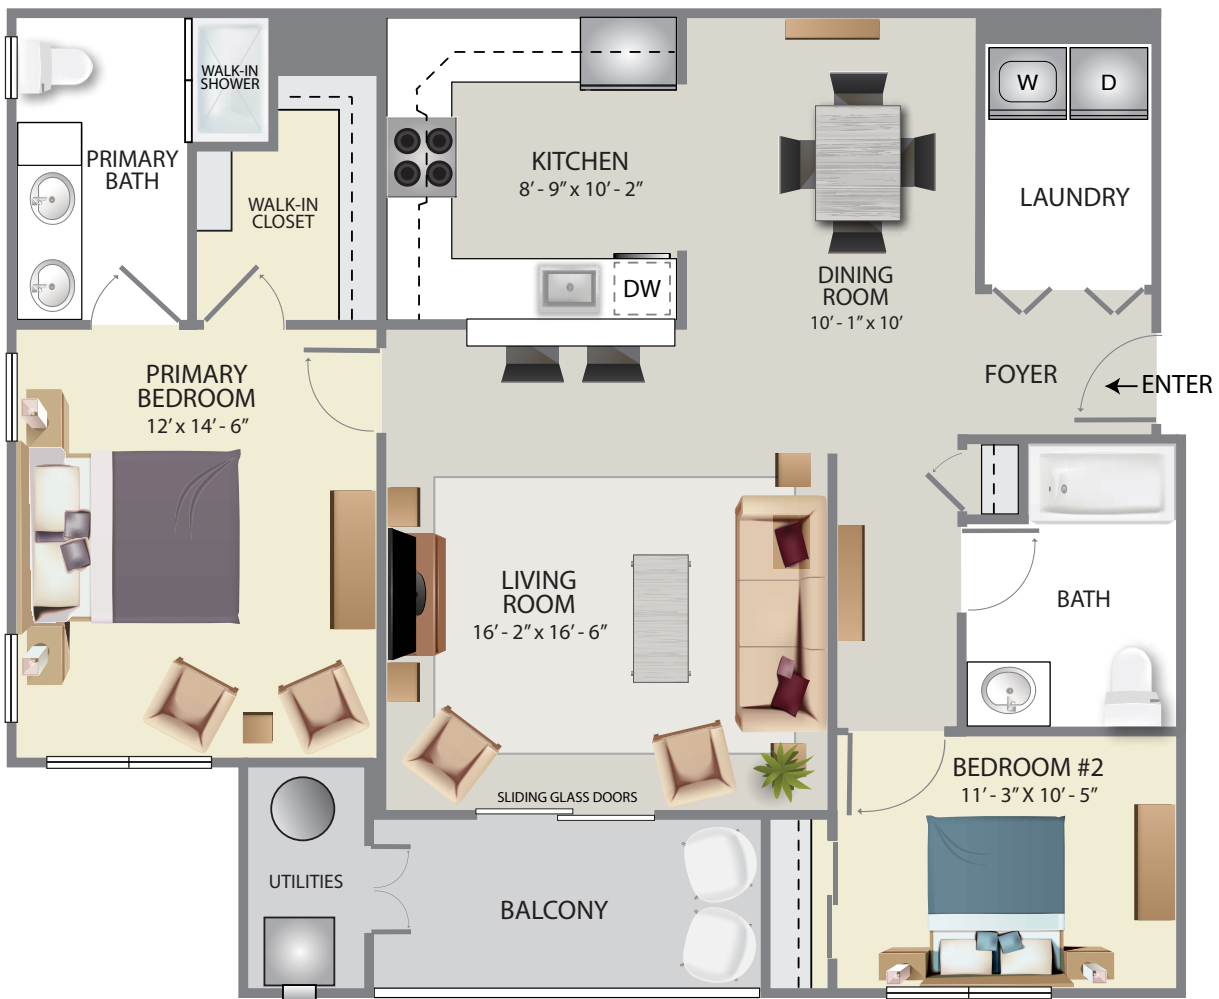 WALK-IN
SHOWER
W
D
PRIMARY
BATH
KITCHEN
8' - 9” x 10' - 2”
WALK-IN
CLOSET
LAUNDRY
DINING
ROOM
10' - 1” x 10'
DW
PRIMARY
BEDROOM
12' x 14' - 6”
FOYER
ENTER
LIVING
ROOM
16' - 2” x 16' - 6”
BATH
BEDROOM #2
11' - 3” X 10' - 5”
SLIDING GLASS DOORS
UTILITIES
BALCONY